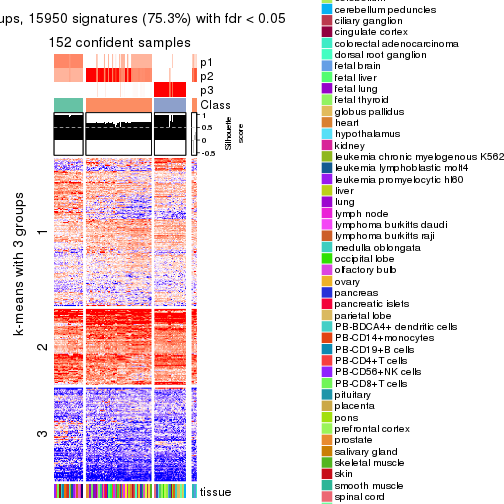 ups, 15950 signatures (75.3%) with fdr < 0.05
152 confident samples
p1
p2
p3
Class
1
0.5
0
-0.5
Silhouette
score
k-means with 3 groups
1
2
3
tissue
cerebellum peduncles
ciliary ganglion
cingulate cortex
colorectal adenocarcinoma
dorsal root ganglion
fetal brain
fetal liver
fetal lung
fetal thyroid
globus pallidus
heart
hypothalamus
kidney
leukemia chronic myelogenous K562
leukemia lymphoblastic molt4
leukemia promyelocytic hl60
liver
lung
lymph node
lymphoma burkitts daudi
lymphoma burkitts raji
medulla oblongata
occipital lobe
olfactory bulb
ovary
pancreas
pancreatic islets
parietal lobe
PB-BDCA4+ dendritic cells
PB-CD14+monocytes
PB-CD19+B cells
PB-CD4+T cells
PB-CD56+NK cells
PB-CD8+T cells
pituitary
placenta
pons
prefrontal cortex
prostate
salivary gland
skeletal muscle
skin
smooth muscle
spinal cord